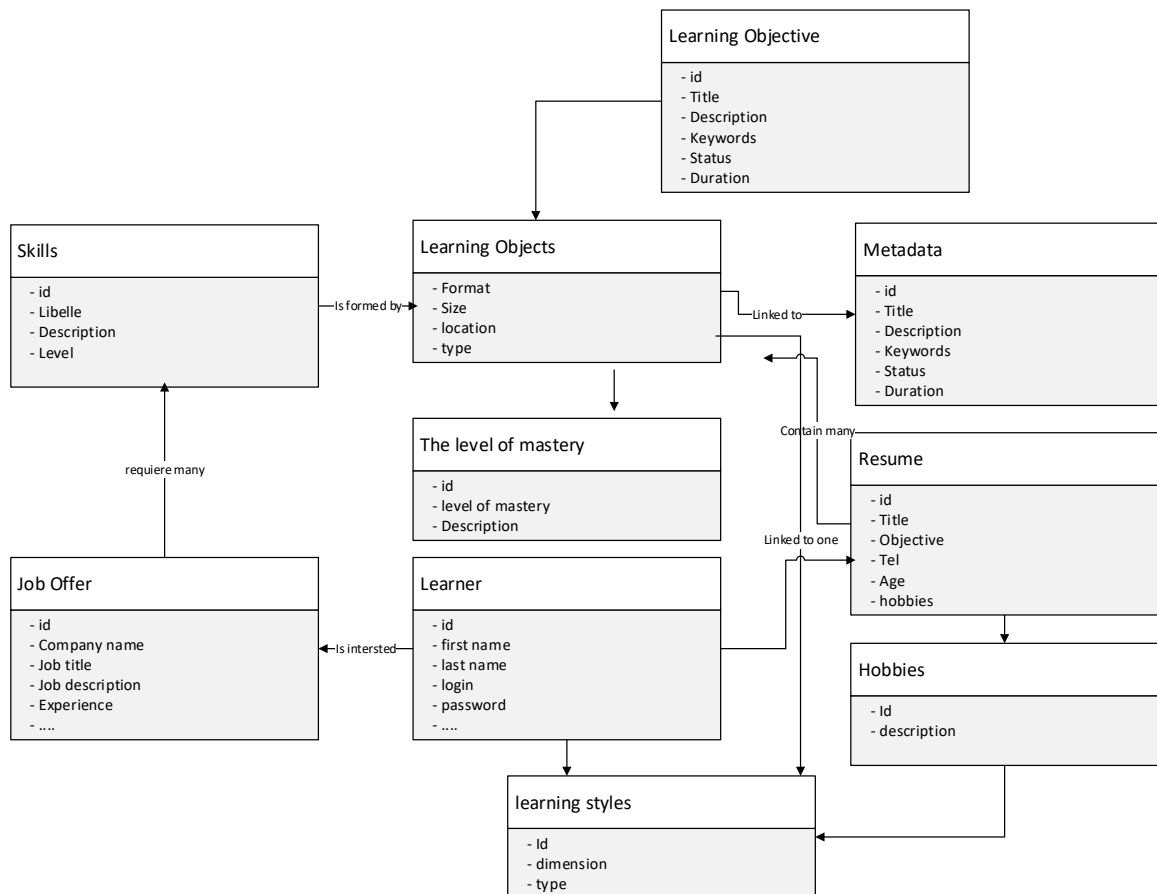 Learning Objective
- id
- Title
- Description
- Keywords
- Status
- Duration
Skills
- id
- Libelle
- Description
- Level
Is formed by
Learning Objects
- Format
- Size
- location
- type
Linked to
Metadata
- id
- Title
- Description
- Keywords
- Status
- Duration
Contain many
requiere many
The level of mastery
- id
- level of mastery
- Description
Resume
- id
- Title
- Objective
- Tel
- Age
- hobbies
Linked to one
Job Offer
- id
- Company name
- Job title
- Job description
- Experience
- ....
Is intersted
Learner
- id
- first name
- last name
- login
- password
- ....
Hobbies
- Id
- description
learning styles
- Id
- dimension
- type